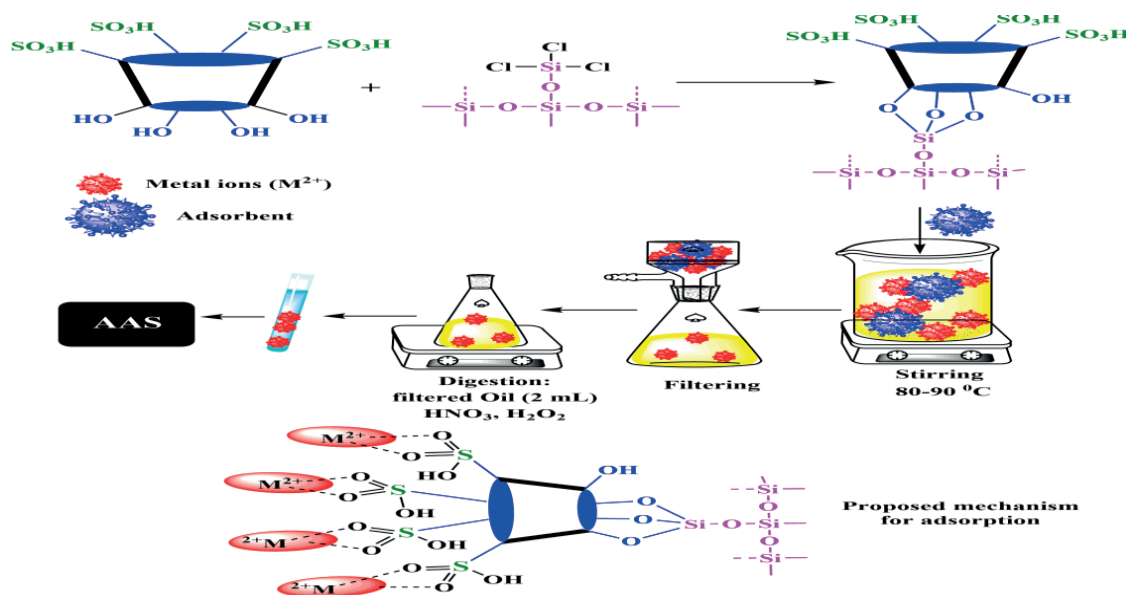 SO₃H SO₃H SO₃H SO₃H
HO HO OH OH
+
Cl Cl Cl
Si
O
Si O Si O Si
SO₃H SO₃H SO₃H SO₃H
OH
O O O
Si
O
Si O Si O Si
Metal ions (M²⁺)
Adsorbent
AAS
Digestion:
filtered Oil (2 mL)
HNO₃, H₂O₂
Filtering
Stirring
80-90 ⁰C
M²⁺ O O S HO
M²⁺ O O S OH
²⁺M O O S OH
²⁺M O O S OH
OH
O O O
Si O Si
Si O
O Si
Proposed mechanism
for adsorption